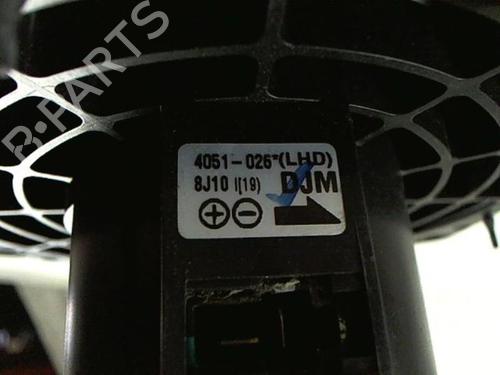 R-PARTS
4051-026*(LHD)
8J10 I(19) DJM